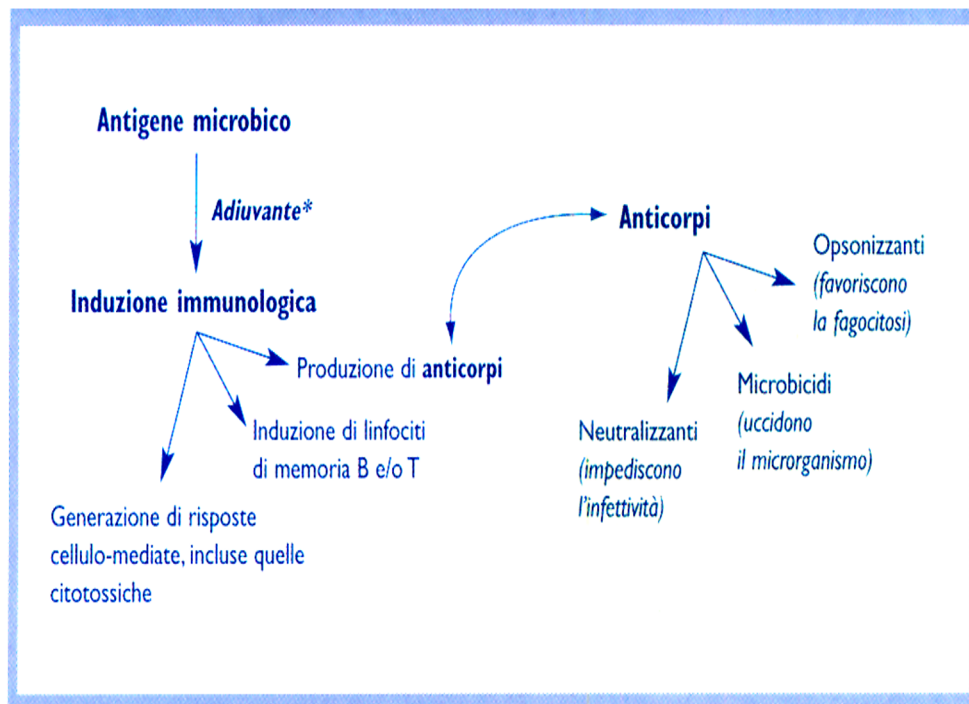 Antigene microbico
Adiuvante*
Induzione immunologica
Produzione di anticorpi
Induzione di linfociti
di memoria B e/o T
Generazione di risposte
cellulo-mediate, incluse quelle
citotossiche
Anticorpi
Opsonizzanti
(favoriscono
la fagocitosi)
Microbicidi
(uccidono
il microrganismo)
Neutralizzanti
(impediscono
l'infettività)